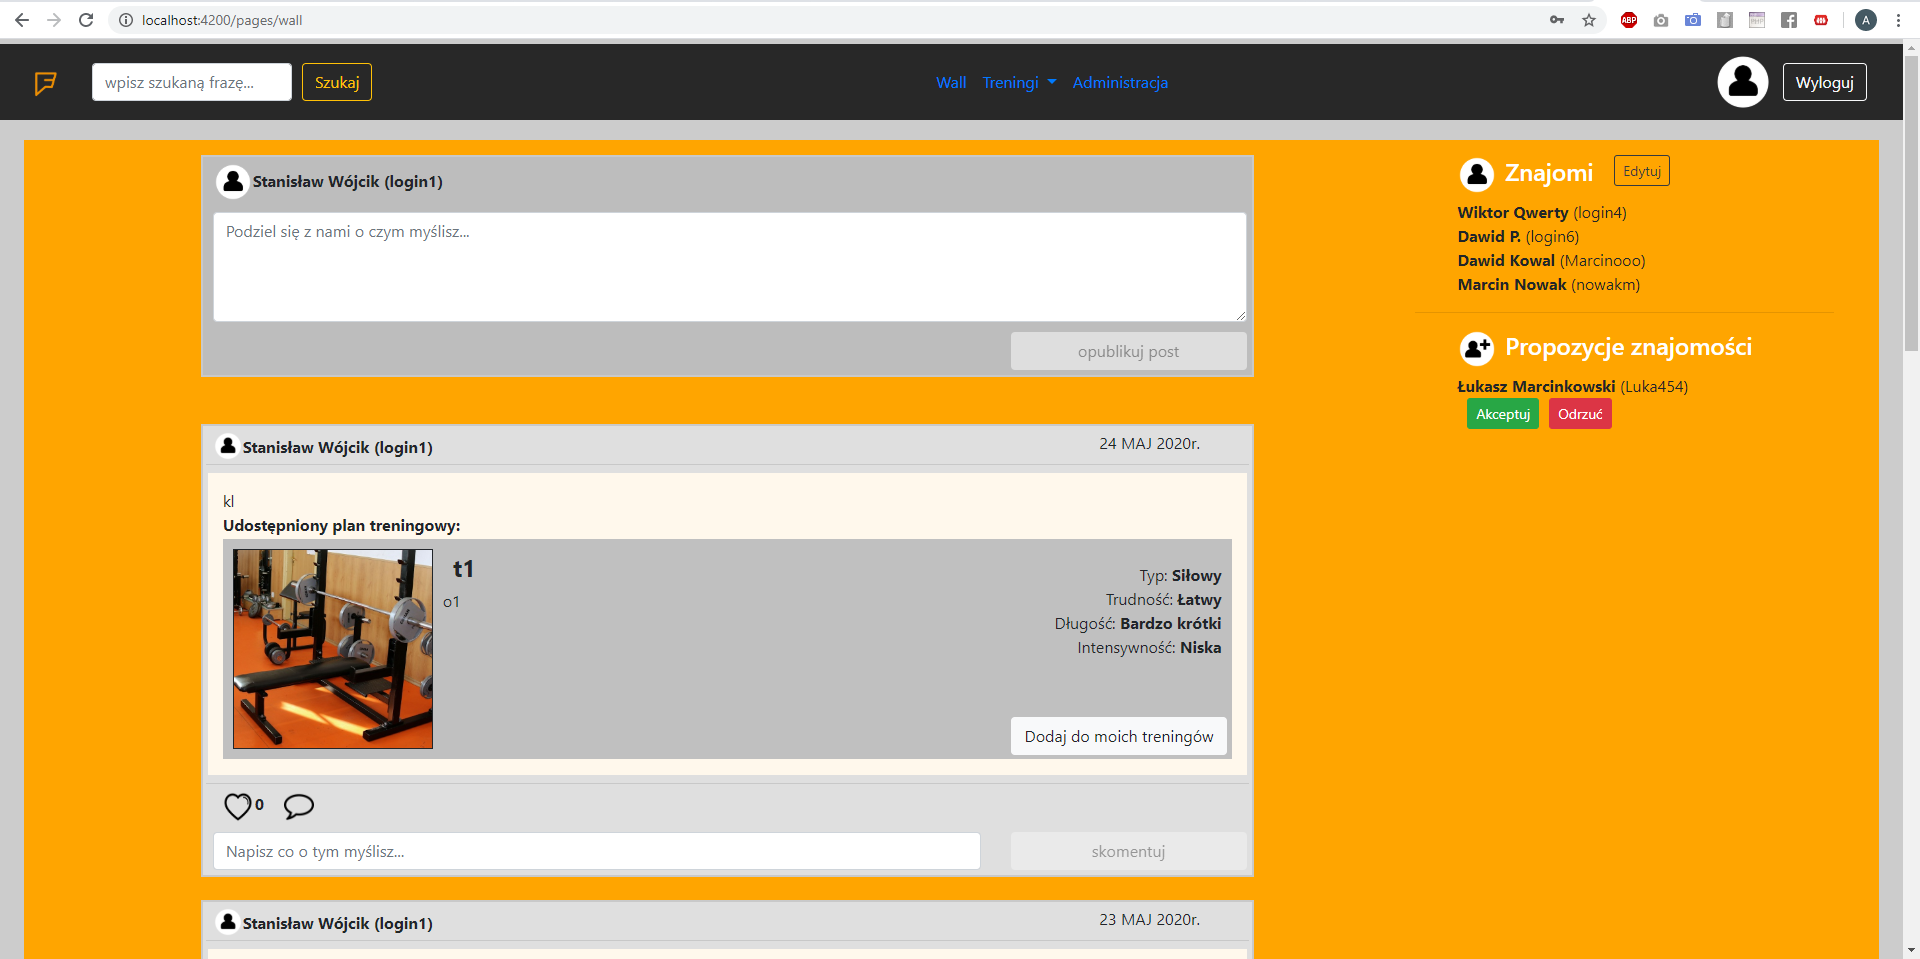 localhost:4200/pages/wall
ABP
A
wpisz szukaną frazę...
Szukaj
Wall
Treningi
Administracja
Wyloguj
Stanisław Wójcik (login1)
Podziel się z nami o czym myślisz...
opublikuj post
Znajomi
Edytuj
Wiktor Qwerty (login4)
Dawid P. (login6)
Dawid Kowal (Marcinooo)
Marcin Nowak (nowakm)
Propozycje znajomości
Łukasz Marcinkowski (Luka454)
Akceptuj
Odrzuć
Stanisław Wójcik (login1)
24 MAJ 2020r.
kl
Udostępniony plan treningowy:
t1
o1
Typ: Siłowy
Trudność: Łatwy
Długość: Bardzo krótki
Intensywność: Niska
Dodaj do moich treningów
0
Napisz co o tym myślisz...
skomentuj
Stanisław Wójcik (login1)
23 MAJ 2020r.